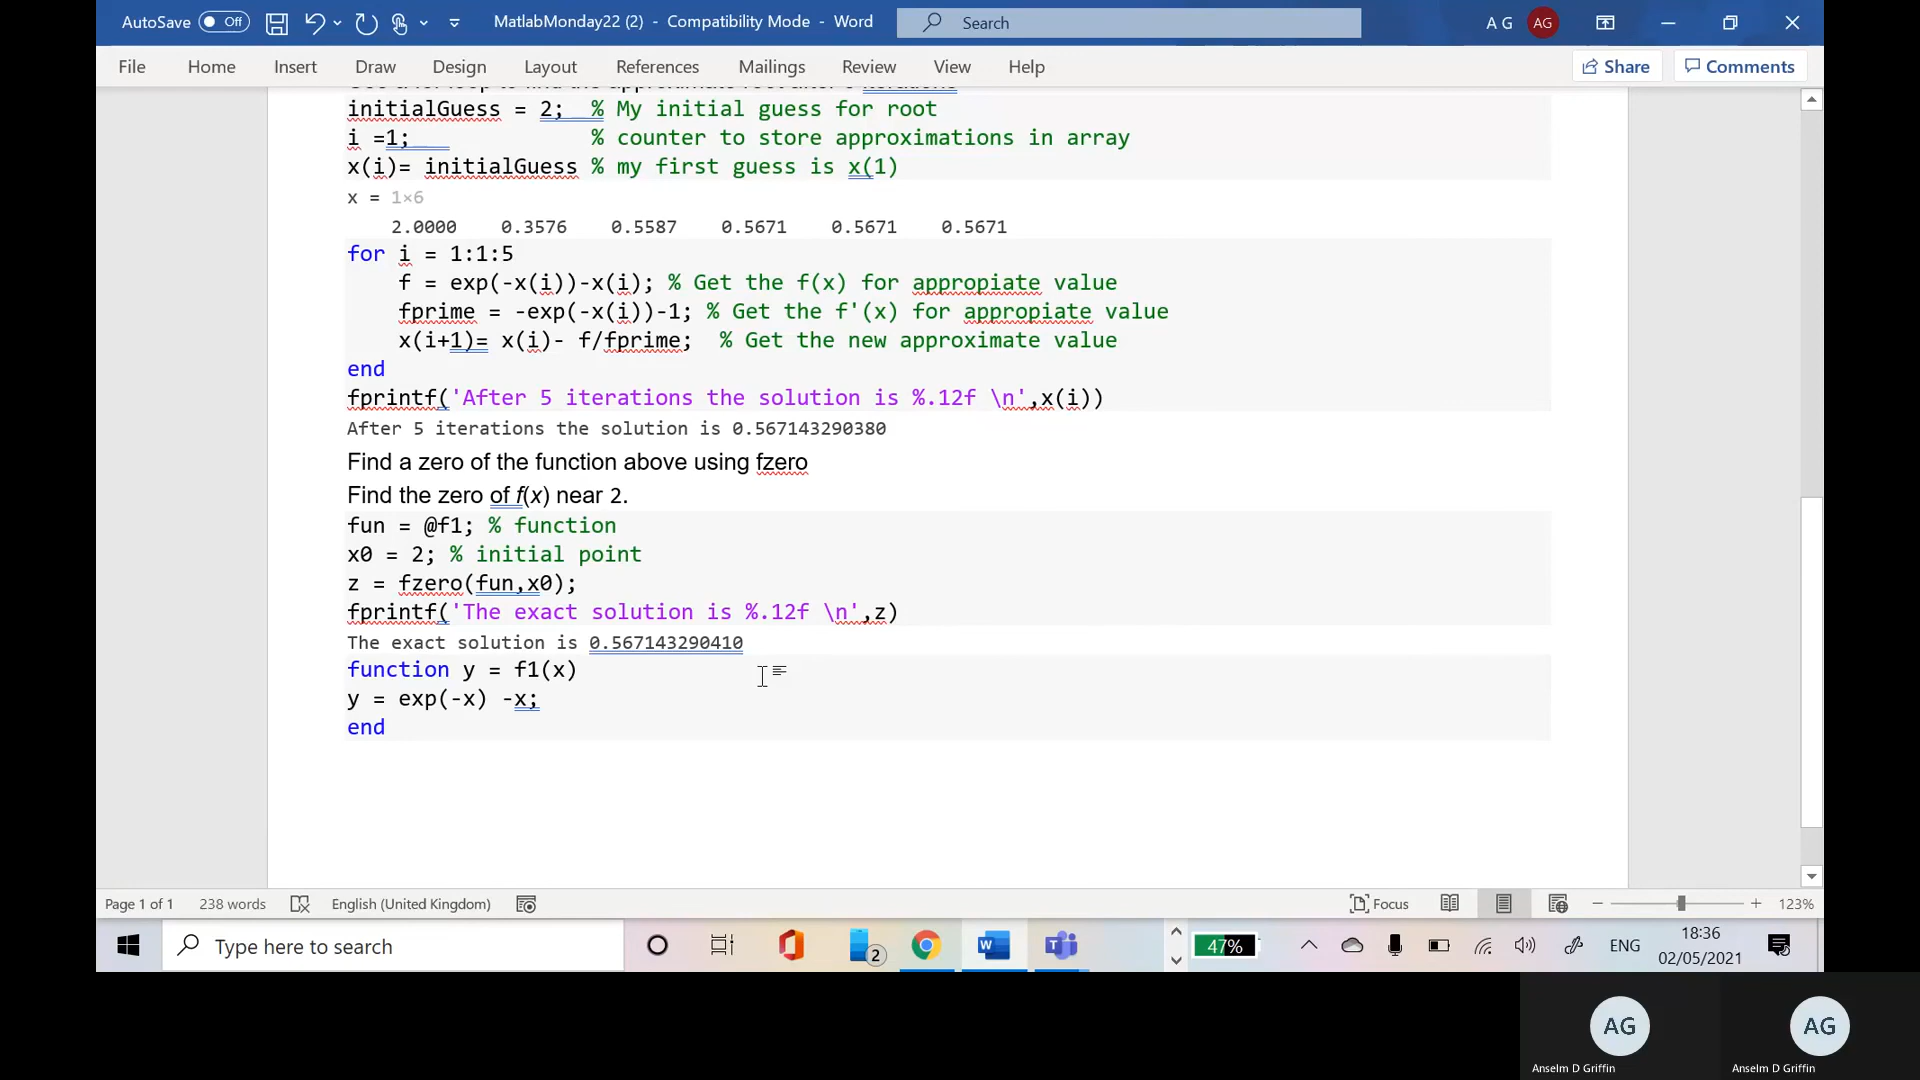 AutoSave Off MatlabMonday22 (2) - Compatibility Mode - Word Search A G AG
File Home Insert Draw Design Layout References Mailings Review View Help Share Comments
initialGuess = 2; % My initial guess for root
i =1; % counter to store approximations in array
x(i)= initialGuess % my first guess is x(1)
x = 1×6
2.0000 0.3576 0.5587 0.5671 0.5671 0.5671
for i = 1:1:5
f = exp(-x(i))-x(i); % Get the f(x) for appropiate value
fprime = -exp(-x(i))-1; % Get the f'(x) for appropiate value
x(i+1)= x(i)- f/fprime; % Get the new approximate value
end
fprintf('After 5 iterations the solution is %.12f \n',x(i))
After 5 iterations the solution is 0.567143290380
Find a zero of the function above using fzero
Find the zero of f(x) near 2.
fun = @f1; % function
x0 = 2; % initial point
z = fzero(fun,x0);
fprintf('The exact solution is %.12f \n',z)
The exact solution is 0.567143290410
function y = f1(x)
y = exp(-x) -x;
end
Page 1 of 1 238 words English (United Kingdom) Focus 123%
Type here to search 2 W 47% ENG 18:36
02/05/2021
AG AG
Anselm D Griffin Anselm D Griffin